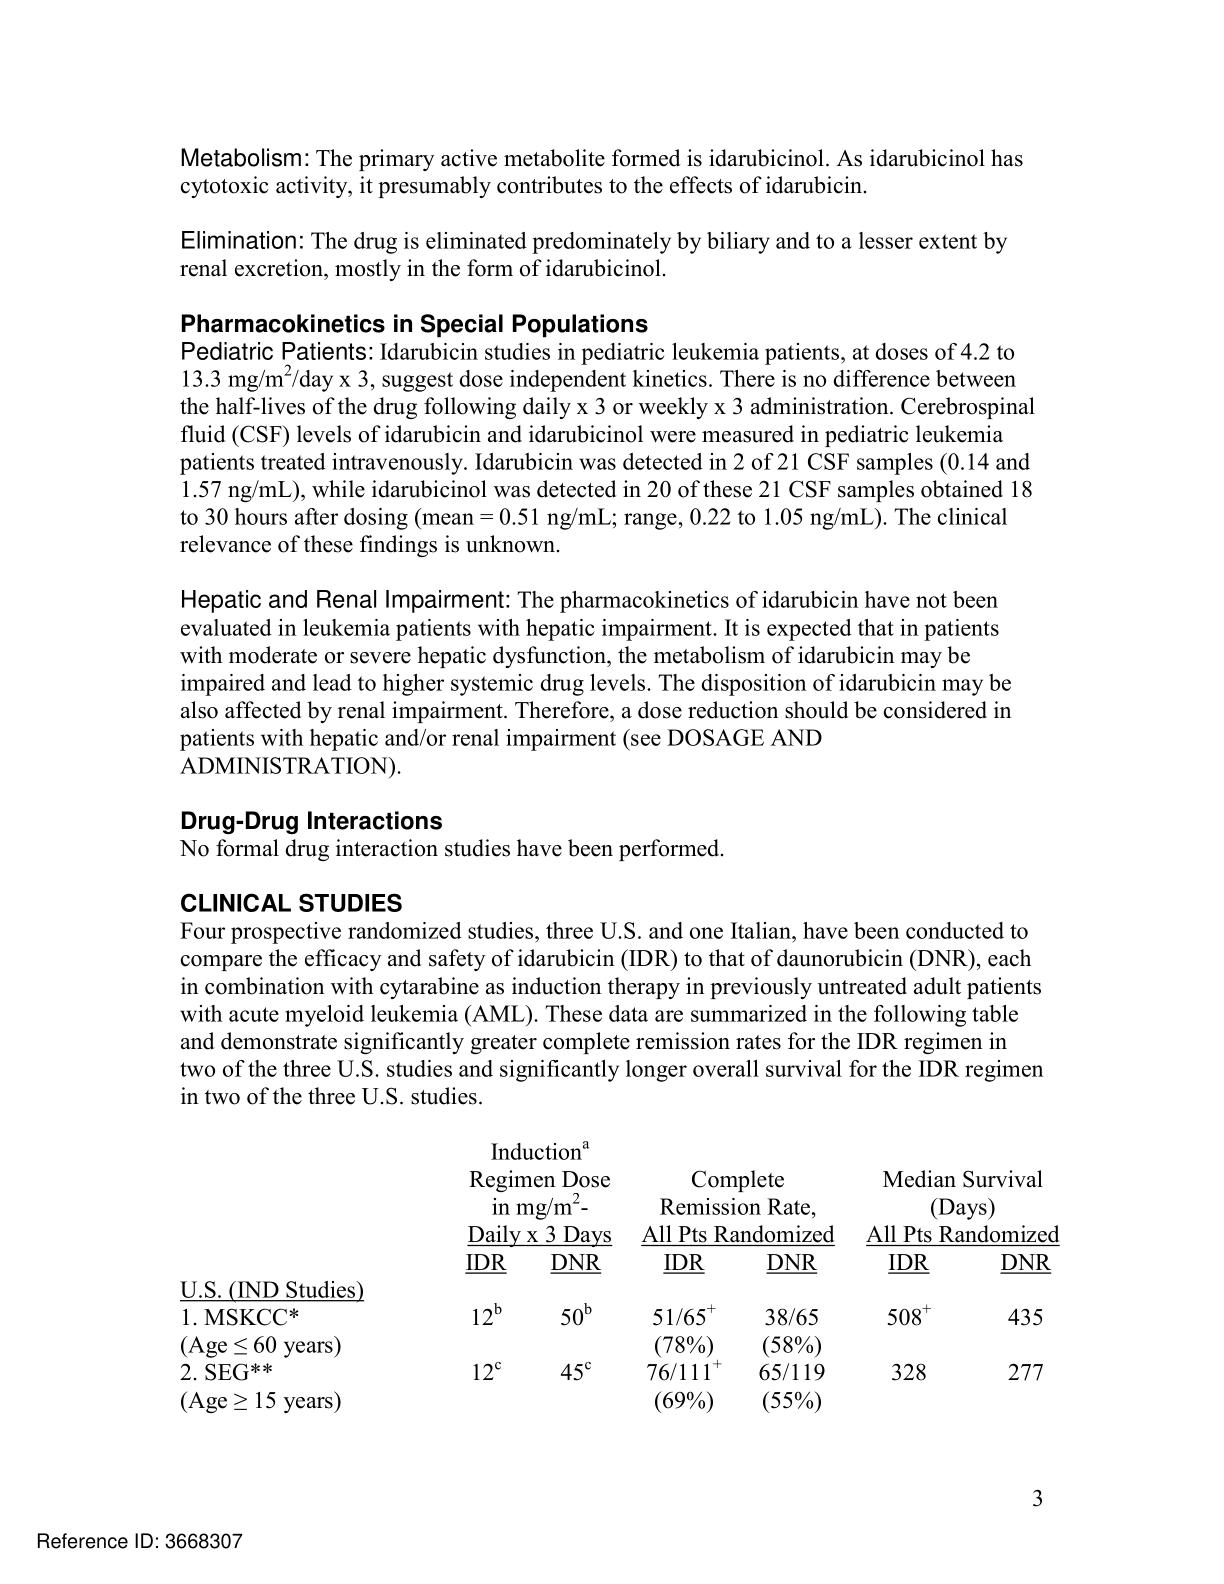 Metabolism: The primary active metabolite formed is idarubicinol. As idarubicinol has
cytotoxic activity, it presumably contributes to the effects of idarubicin.
Elimination: The drug is eliminated predominately by biliary and to a lesser extent by
renal excretion, mostly in the form of idarubicinol.
Pharmacokinetics in Special Populations
Pediatric Patients: Idarubicin studies in pediatric leukemia patients, at doses of 4.2 to
13.3 mg/m²/day x 3, suggest dose independent kinetics. There is no difference between
the half-lives of the drug following daily x 3 or weekly x 3 administration. Cerebrospinal
fluid (CSF) levels of idarubicin and idarubicinol were measured in pediatric leukemia
patients treated intravenously. Idarubicin was detected in 2 of 21 CSF samples (0.14 and
1.57 ng/mL), while idarubicinol was detected in 20 of these 21 CSF samples obtained 18
to 30 hours after dosing (mean = 0.51 ng/mL; range, 0.22 to 1.05 ng/mL). The clinical
relevance of these findings is unknown.
Hepatic and Renal Impairment: The pharmacokinetics of idarubicin have not been
evaluated in leukemia patients with hepatic impairment. It is expected that in patients
with moderate or severe hepatic dysfunction, the metabolism of idarubicin may be
impaired and lead to higher systemic drug levels. The disposition of idarubicin may be
also affected by renal impairment. Therefore, a dose reduction should be considered in
patients with hepatic and/or renal impairment (see DOSAGE AND
ADMINISTRATION).
Drug-Drug Interactions
No formal drug interaction studies have been performed.
CLINICAL STUDIES
Four prospective randomized studies, three U.S. and one Italian, have been conducted to
compare the efficacy and safety of idarubicin (IDR) to that of daunorubicin (DNR), each
in combination with cytarabine as induction therapy in previously untreated adult patients
with acute myeloid leukemia (AML). These data are summarized in the following table
and demonstrate significantly greater complete remission rates for the IDR regimen in
two of the three U.S. studies and significantly longer overall survival for the IDR regimen
in two of the three U.S. studies.
Inductionᵃ
Regimen Dose Complete Median Survival
in mg/m²- Remission Rate, (Days)
Daily x 3 Days All Pts Randomized All Pts Randomized
IDR DNR IDR DNR IDR DNR
U.S. (IND Studies)
1. MSKCC* 12ᵇ 50ᵇ 51/65⁺ 38/65 508⁺ 435
(Age ≤ 60 years) (78%) (58%)
2. SEG** 12ᶜ 45ᶜ 76/111⁺ 65/119 328 277
(Age ≥ 15 years) (69%) (55%)
3
Reference ID: 3668307